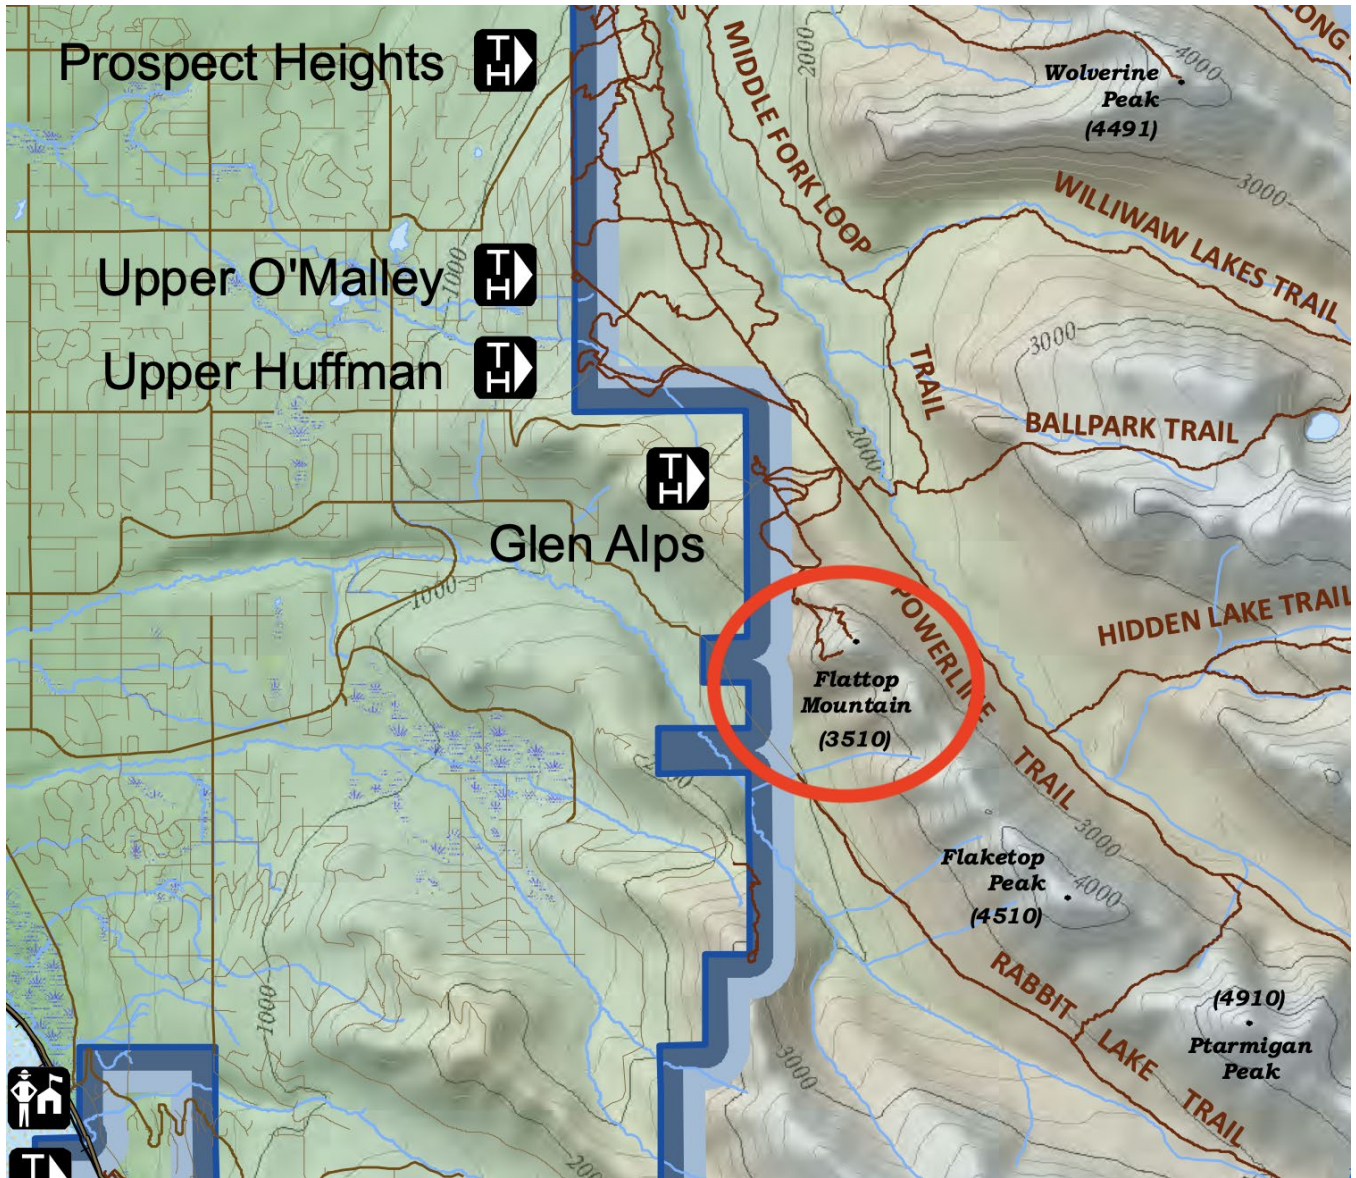 Prospect Heights
TH
MIDDLE FORK LOOP
2000
LONG
Wolverine
Peak
(4491)
4000
3000
WILLIWAW LAKES TRAIL
Upper O'Malley
TH
1000
Upper Huffman
TH
3000
TRAIL
BALLPARK TRAIL
2000
TH
Glen Alps
1000
HIDDEN LAKE TRAIL
POWERLINE
TRAIL
Flattop
Mountain
(3510)
3000
Flaketop
Peak
(4510)
4000
RABBIT
LAKE
TRAIL
(4910)
Ptarmigan
Peak
1000
3000
200
T